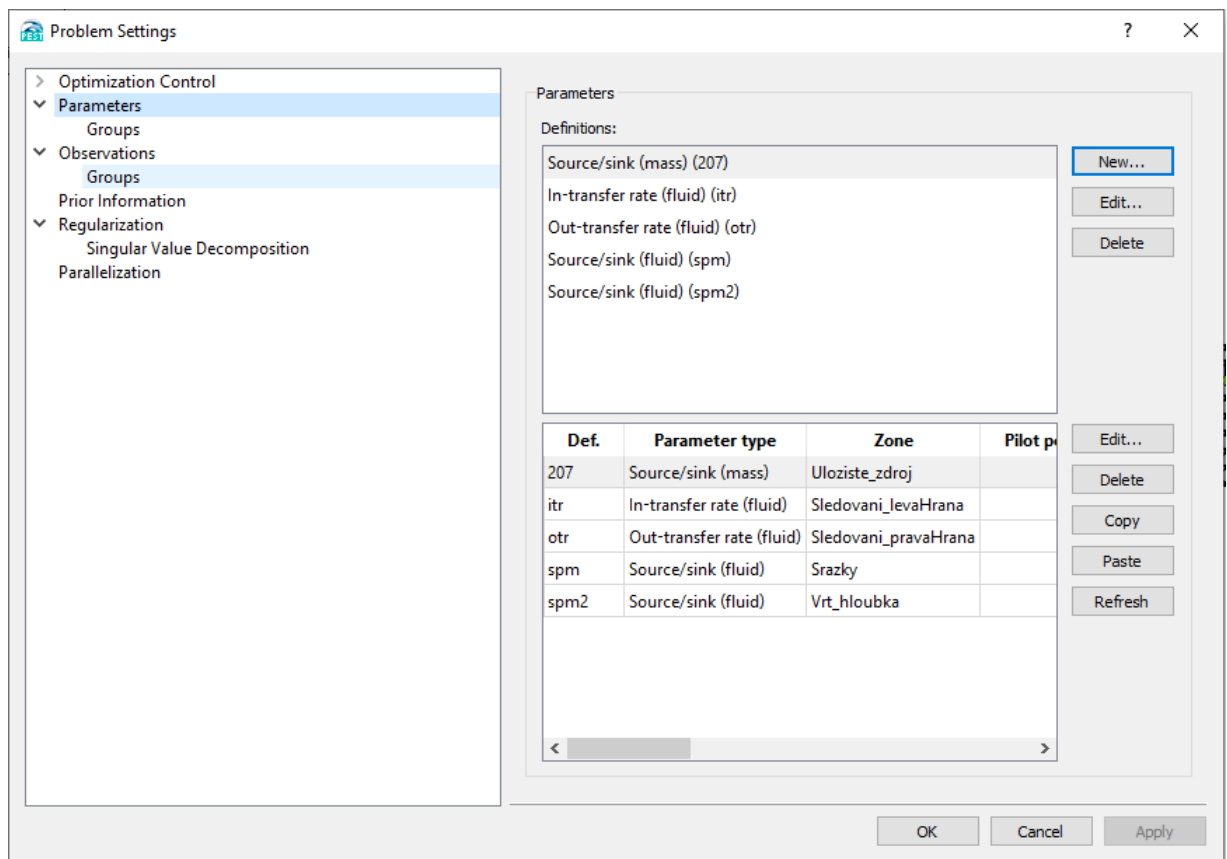 PEST
Problem Settings
?
Optimization Control
Parameters
Groups
Observations
Groups
Prior Information
Regularization
Singular Value Decomposition
Parallelization
Parameters
Definitions:
Source/sink (mass) (207)
In-transfer rate (fluid) (itr)
Out-transfer rate (fluid) (otr)
Source/sink (fluid) (spm)
Source/sink (fluid) (spm2)
New...
Edit...
Delete
Def. Parameter type Zone Pilot po
207 Source/sink (mass) Uloziste_zdroj
itr In-transfer rate (fluid) Sledovani_levaHrana
otr Out-transfer rate (fluid) Sledovani_pravaHrana
spm Source/sink (fluid) Srazky
spm2 Source/sink (fluid) Vrt_hloubka
Edit...
Delete
Copy
Paste
Refresh
OK Cancel Apply